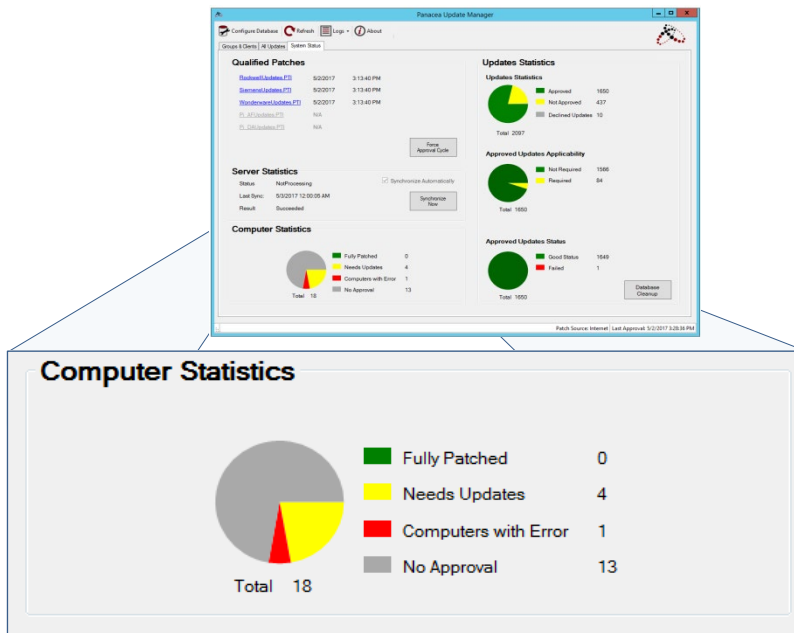 Panacea Update Manager
Configure Database Refresh Logs About
Groups & Clients All Updates System Status
Qualified Patches
RockwellUpdates.PTI 5/2/2017 3:13:40 PM
SiemensUpdates.PTI 5/2/2017 3:13:40 PM
WonderwareUpdates.PTI 5/2/2017 3:13:40 PM
PI_AFUpdates.PTI N/A
PI_DAUpdates.PTI N/A
Force
Approval Cycle
Server Statistics
Status NotProcessing
Synchronize Automatically
Last Sync: 5/3/2017 12:00:05 AM
Result Succeeded
Synchronize
Now
Computer Statistics
Fully Patched 0
Needs Updates 4
Computers with Error 1
No Approval 13
Total 18
Updates Statistics
Updates Statistics
Approved 1650
Not Approved 437
Declined Updates 10
Total 2097
Approved Updates Applicability
Not Required 1566
Required 84
Total 1650
Approved Updates Status
Good Status 1649
Failed 1
Total 1650
Database
Cleanup
Patch Source: Internet Last Approval: 5/2/2017 3:28:36 PM
Computer Statistics
Fully Patched 0
Needs Updates 4
Computers with Error 1
No Approval 13
Total 18